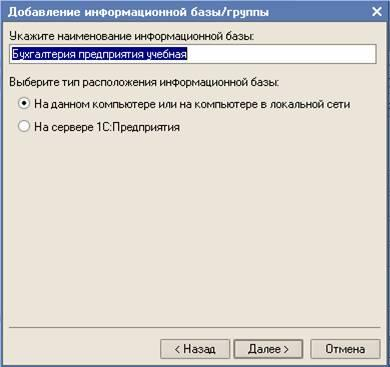 Добавление информационной базы/группы
Укажите наименование информационной базы:
Бухгалтерия предприятия учебная
Выберите тип расположения информационной базы:
На данном компьютере или на компьютере в локальной сети
На сервере 1С:Предприятия
< Назад
Далее >
Отмена